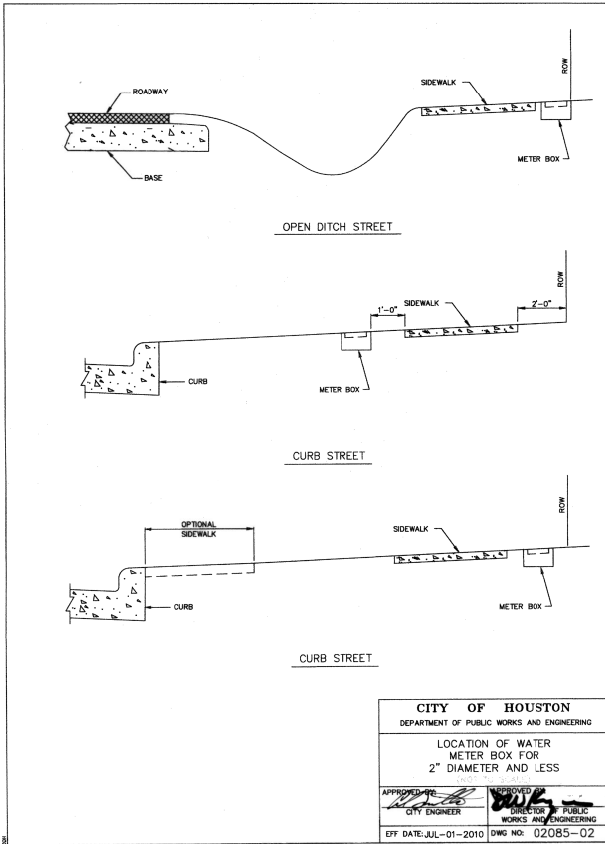 ROADWAY
SIDEWALK
ROW
METER BOX
BASE
OPEN DITCH STREET
1'-0"
SIDEWALK
2'-0"
ROW
CURB
METER BOX
CURB STREET
OPTIONAL
SIDEWALK
SIDEWALK
ROW
CURB
METER BOX
CURB STREET
CITY OF HOUSTON
DEPARTMENT OF PUBLIC WORKS AND ENGINEERING
LOCATION OF WATER
METER BOX FOR
2" DIAMETER AND LESS
(NOT TO SCALE)
APPROVED BY:
CITY ENGINEER
APPROVED BY:
DIRECTOR OF PUBLIC
WORKS AND ENGINEERING
EFF DATE: JUL-01-2010
DWG NO: 02085-02